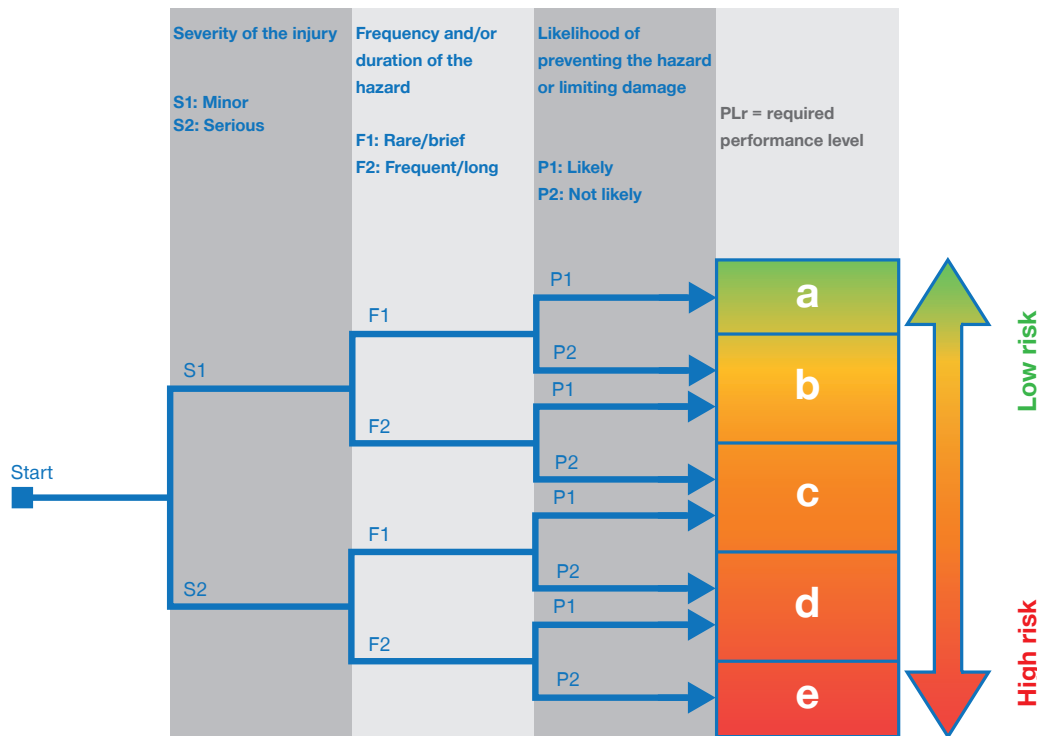 Severity of the injury
S1: Minor
S2: Serious
Frequency and/or
duration of the
hazard
F1: Rare/brief
F2: Frequent/long
Likelihood of
preventing the hazard
or limiting damage
P1: Likely
P2: Not likely
PLr = required
performance level
Start
S1
S2
F1
F2
F1
F2
P1
P2
P1
P2
P1
P2
P1
P2
a
b
c
d
e
Low risk
High risk